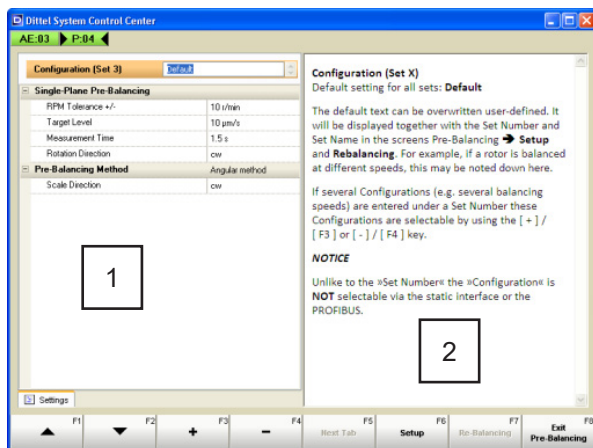 Dittel System Control Center
AE:03 P:04
Configuration (Set 3) Default
Single-Plane Pre-Balancing
RPM Tolerance +/- 10 r/min
Target Level 10 µm/s
Measurement Time 1.5 s
Rotation Direction cw
Pre-Balancing Method Angular method
Scale Direction cw
1
Settings
Configuration (Set X)
Default setting for all sets: Default
The default text can be overwritten user-defined. It
will be displayed together with the Set Number and
Set Name in the screens Pre-Balancing ➔ Setup
and Rebalancing. For example, if a rotor is balanced
at different speeds, this may be noted down here.
If several Configurations (e.g. several balancing
speeds) are entered under a Set Number these
Configurations are selectable by using the [ + ] /
[ F3 ] or [ - ] / [ F4 ] key.
NOTICE
Unlike to the »Set Number« the »Configuration« is
NOT selectable via the static interface or the
PROFIBUS.
2
F1 F2 F3 F4 F5 F6 F7 F8
+ - Next Tab Setup Re-Balancing Exit
Pre-Balancing